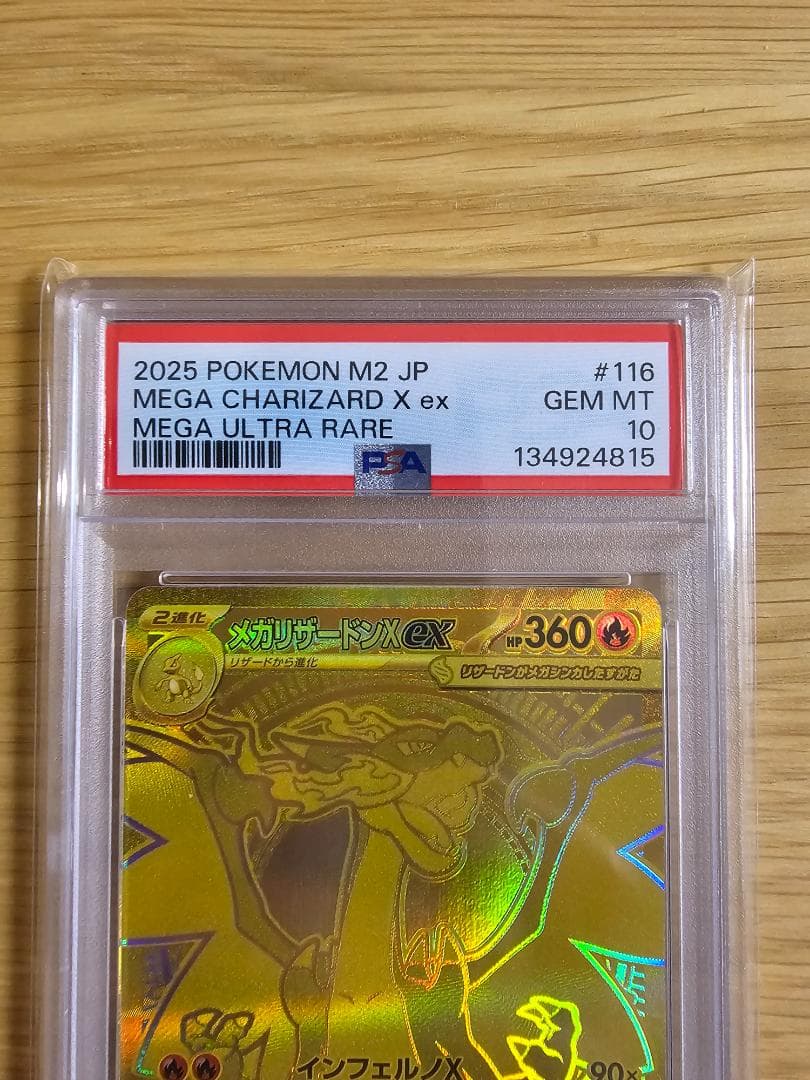 2025 POKEMON M2 JP #116
MEGA CHARIZARD X ex GEM MT
MEGA ULTRA RARE 10
PSA 134924815
2進化 メガリザードンXex HP360
リザードから進化 リザードンがメガシンカしたすがた
インフェルノX 90×